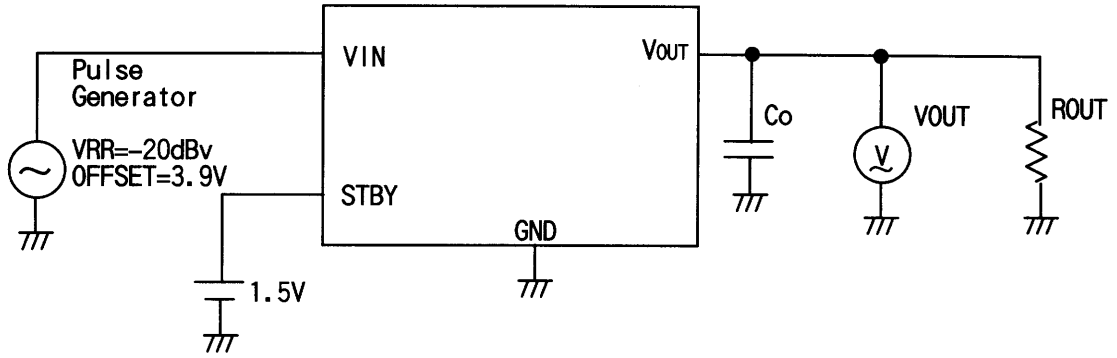 Pulse
Generator
VRR=-20dBv
OFFSET=3.9V
VIN
VOUT
STBY
GND
1.5V
Co
VOUT
V
ROUT